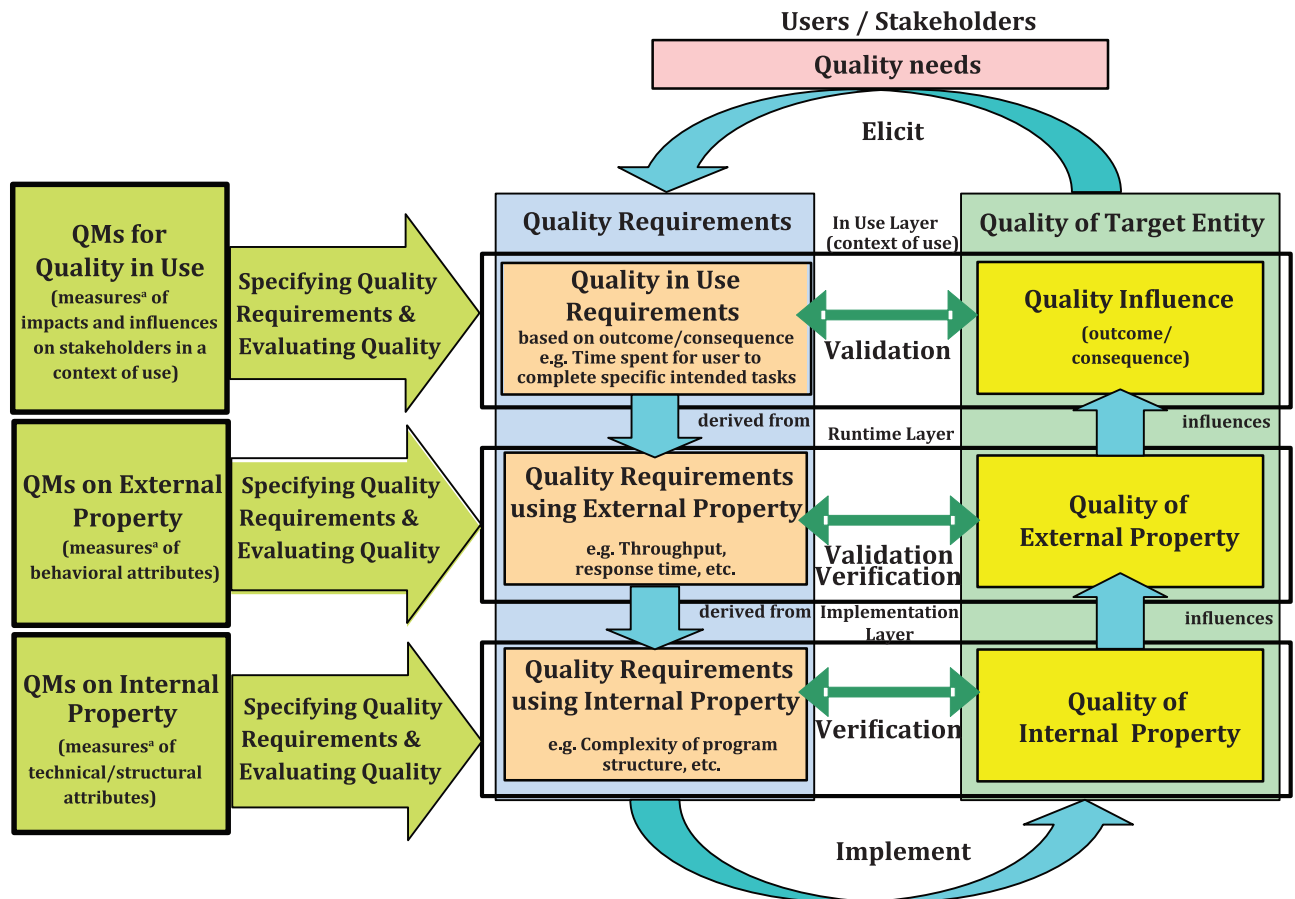 Users / Stakeholders
Quality needs
Elicit
QMs for
Quality in Use
(measuresᵃ of
impacts and influences
on stakeholders in a
context of use)
Specifying Quality
Requirements &
Evaluating Quality
Quality Requirements
Quality in Use
Requirements
based on outcome/consequence
e.g. Time spent for user to
complete specific intended tasks
In Use Layer
(context of use)
Validation
Quality of Target Entity
Quality Influence
(outcome/
consequence)
derived from
Runtime Layer
influences
QMs on External
Property
(measuresᵃ of
behavioral attributes)
Specifying Quality
Requirements &
Evaluating Quality
Quality Requirements
using External Property
e.g. Throughput,
response time, etc.
Validation
Verification
Quality of
External Property
derived from
Implementation
Layer
influences
QMs on Internal
Property
(measuresᵃ of
technical/structural
attributes)
Specifying Quality
Requirements &
Evaluating Quality
Quality Requirements
using Internal Property
e.g. Complexity of program
structure, etc.
Verification
Quality of
Internal Property
Implement